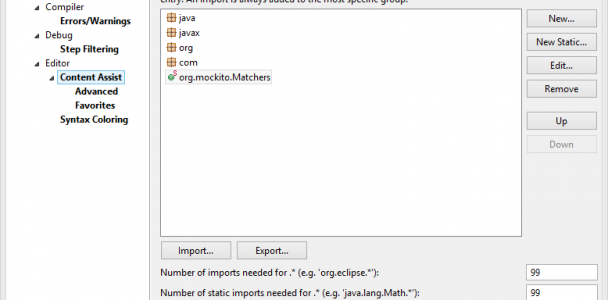 entry. An import is always added to the most specific group.
Compiler
Errors/Warnings
Debug
Step Filtering
Editor
Content Assist
Advanced
Favorites
Syntax Coloring
java
javax
org
com
org.mockito.Matchers
New...
New Static...
Edit...
Remove
Up
Down
Import...
Export...
Number of imports needed for .* (e.g. 'org.eclipse.*'):
99
Number of static imports needed for .* (e.g. 'java.lang.Math.*'):
99